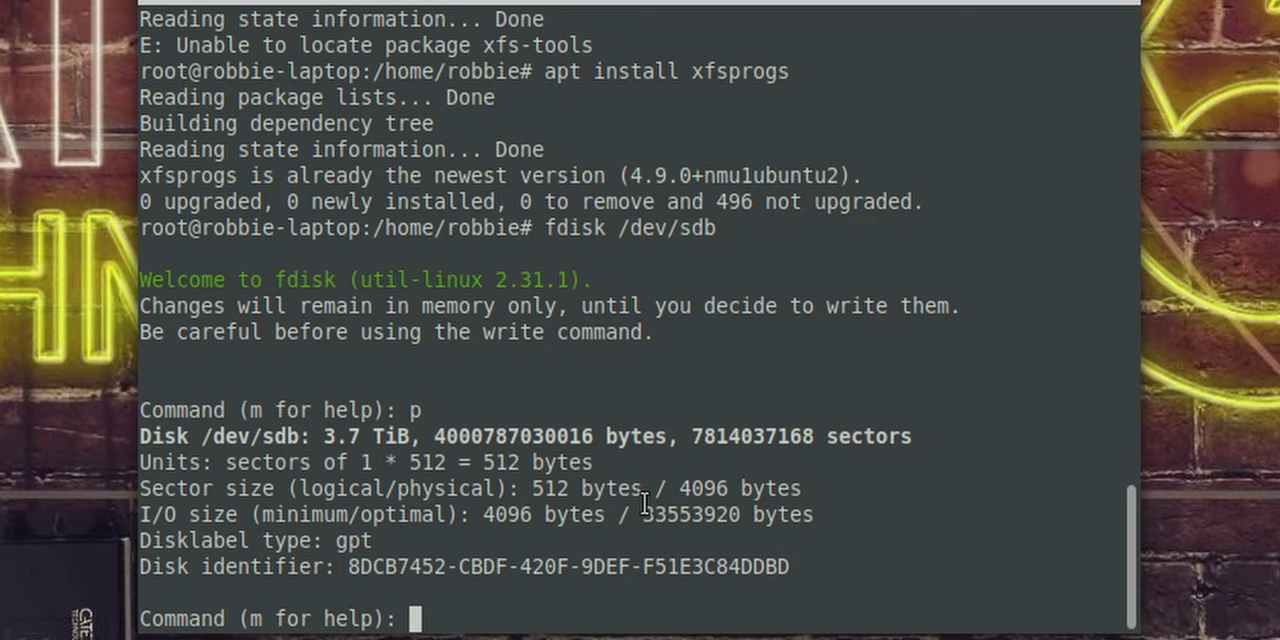 Reading state information... Done
E: Unable to locate package xfs-tools
root@robbie-laptop:/home/robbie# apt install xfsprogs
Reading package lists... Done
Building dependency tree
Reading state information... Done
xfsprogs is already the newest version (4.9.0+nmu1ubuntu2).
0 upgraded, 0 newly installed, 0 to remove and 496 not upgraded.
root@robbie-laptop:/home/robbie# fdisk /dev/sdb
Welcome to fdisk (util-linux 2.31.1).
Changes will remain in memory only, until you decide to write them.
Be careful before using the write command.
Command (m for help): p
Disk /dev/sdb: 3.7 TiB, 4000787030016 bytes, 7814037168 sectors
Units: sectors of 1 * 512 = 512 bytes
Sector size (logical/physical): 512 bytes / 4096 bytes
I/O size (minimum/optimal): 4096 bytes / 33553920 bytes
Disklabel type: gpt
Disk identifier: 8DCB7452-CBDF-420F-9DEF-F51E3C84DDBD
Command (m for help):